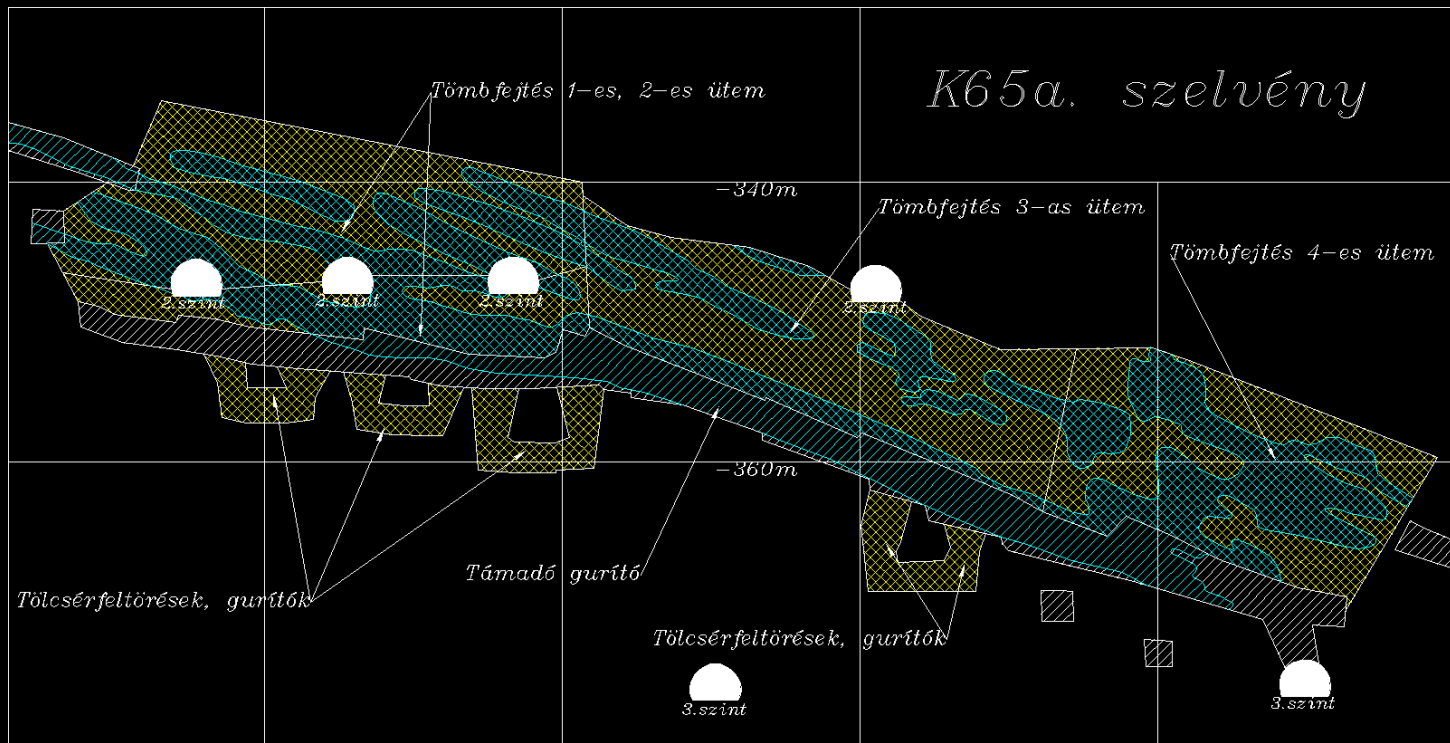 K65a. szelvény
Tömbfejtés 1-es, 2-es ütem
-340m
Tömbfejtés 3-as ütem
Tömbfejtés 4-es ütem
2.szint
2.szint
2.szint
2.szint
-360m
Támadó gurító
Tölcsérfeltörések, gurítók
Tölcsérfeltörések, gurítók
3.szint
3.szint